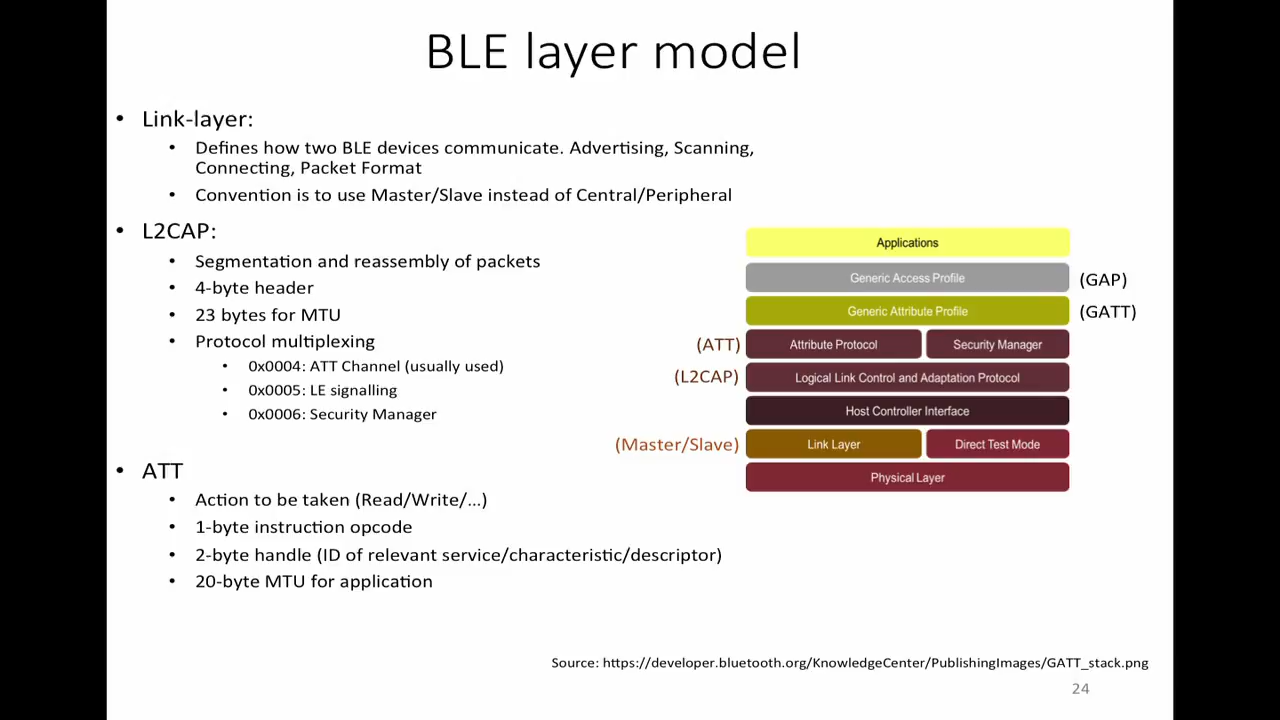 BLE layer model
• Link-layer:
• Defines how two BLE devices communicate. Advertising, Scanning,
Connecting, Packet Format
• Convention is to use Master/Slave instead of Central/Peripheral
• L2CAP:
• Segmentation and reassembly of packets
• 4-byte header
• 23 bytes for MTU
• Protocol multiplexing
• 0x0004: ATT Channel (usually used)
• 0x0005: LE signalling
• 0x0006: Security Manager
• ATT
• Action to be taken (Read/Write/...)
• 1-byte instruction opcode
• 2-byte handle (ID of relevant service/characteristic/descriptor)
• 20-byte MTU for application
Applications
Generic Access Profile (GAP)
Generic Attribute Profile (GATT)
(ATT) Attribute Protocol Security Manager
(L2CAP) Logical Link Control and Adaptation Protocol
Host Controller Interface
(Master/Slave) Link Layer Direct Test Mode
Physical Layer
Source: https://developer.bluetooth.org/KnowledgeCenter/PublishingImages/GATT_stack.png
24